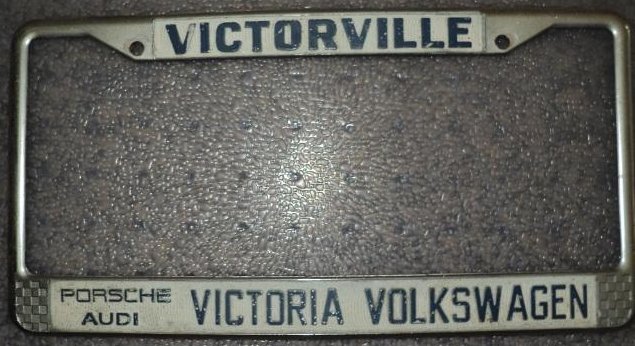 VICTORVILLE
PORSCHE
AUDI
VICTORIA VOLKSWAGEN